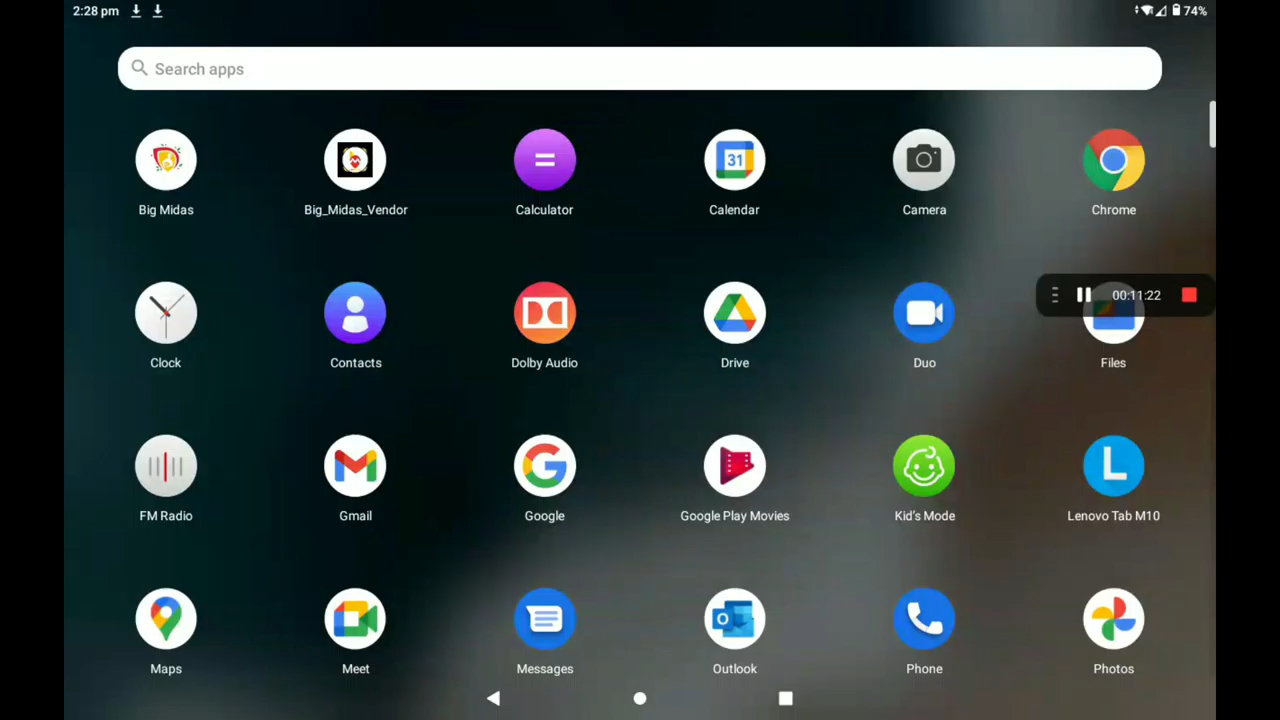 2:28 pm 74%
Search apps
31
Big Midas Big_Midas_Vendor Calculator Calendar Camera Chrome
00:11:22
Clock Contacts Dolby Audio Drive Duo Files
L
FM Radio Gmail Google Google Play Movies Kid's Mode Lenovo Tab M10
Maps Meet Messages Outlook Phone Photos